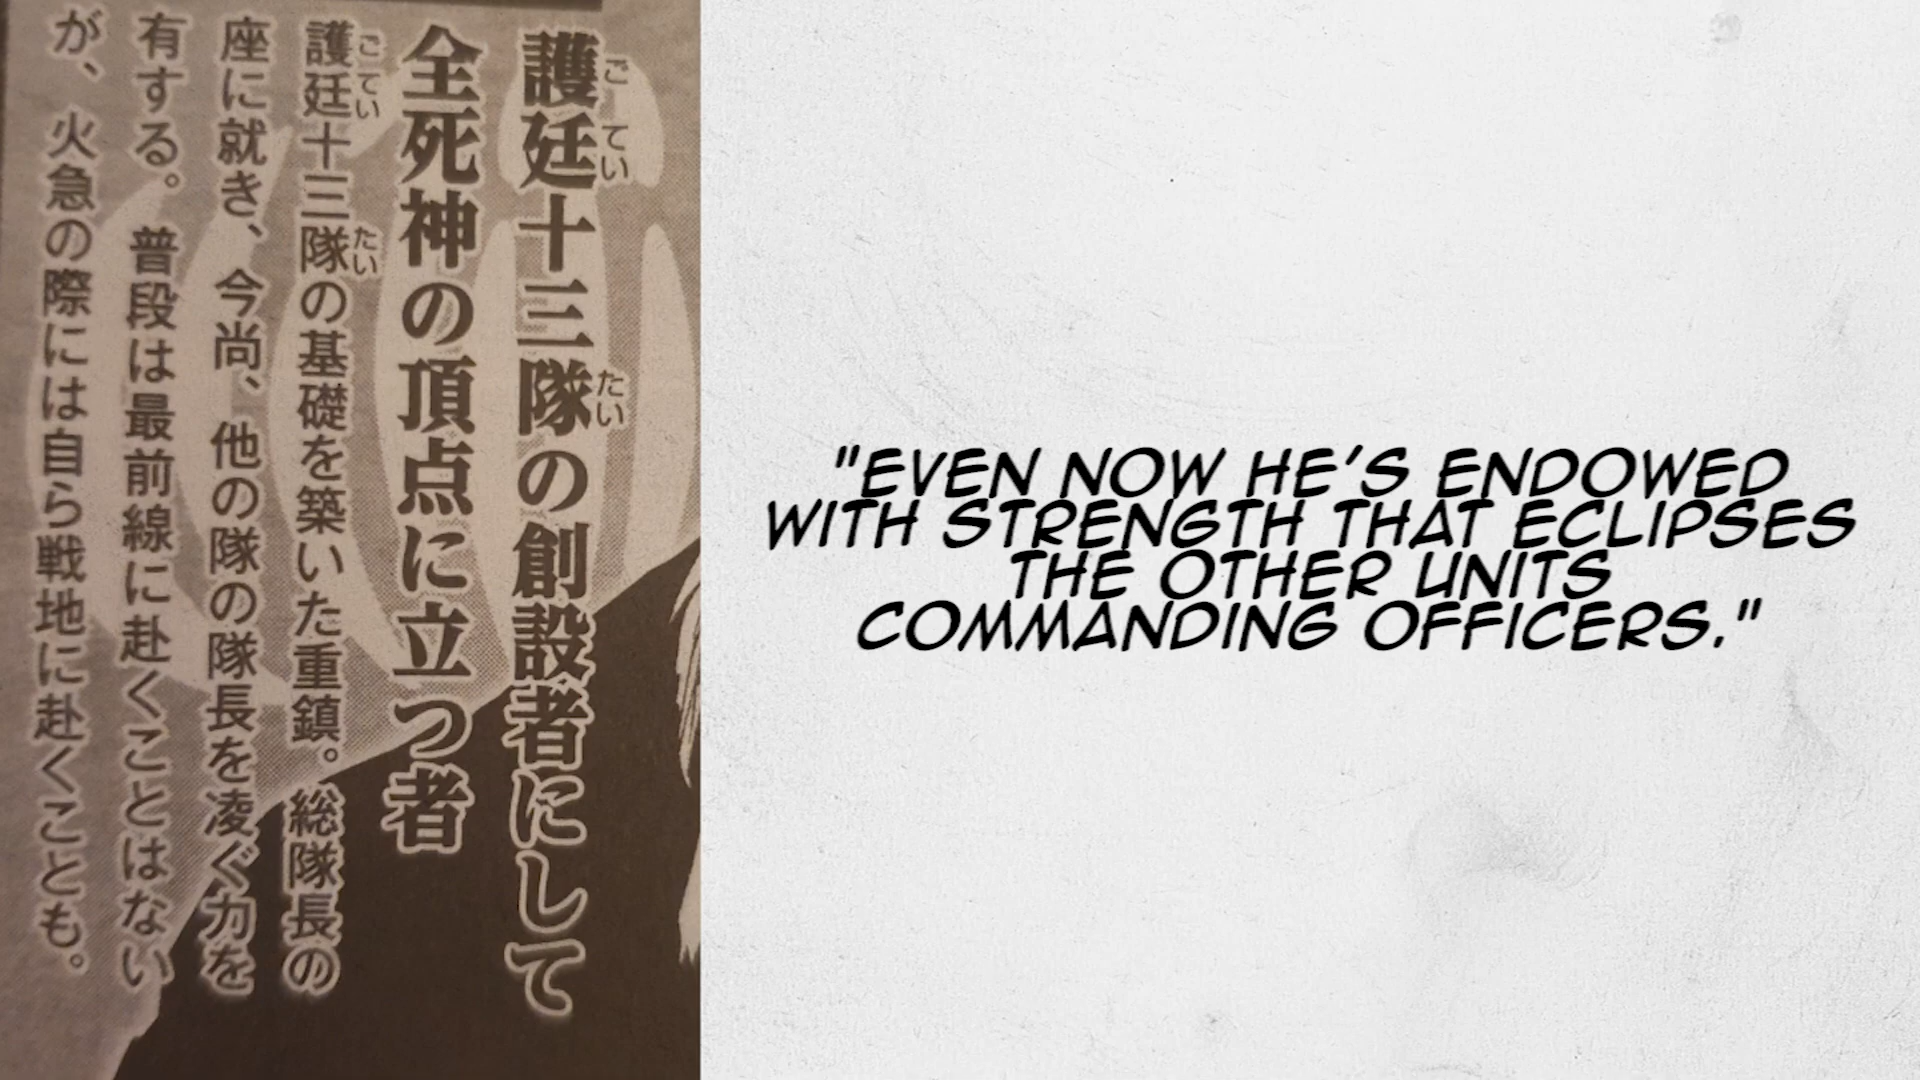 護廷十三隊の創設者にして
全死神の頂点に立つ者
護廷十三隊の基礎を築いた重鎮。総隊長の
座に就き、今尚、他の隊の隊長を凌ぐ力を
有する。普段は最前線に赴くことはない
が、火急の際には自ら戦地に赴くことも。
"EVEN NOW HE'S ENDOWED
WITH STRENGTH THAT ECLIPSES
THE OTHER UNITS
COMMANDING OFFICERS."